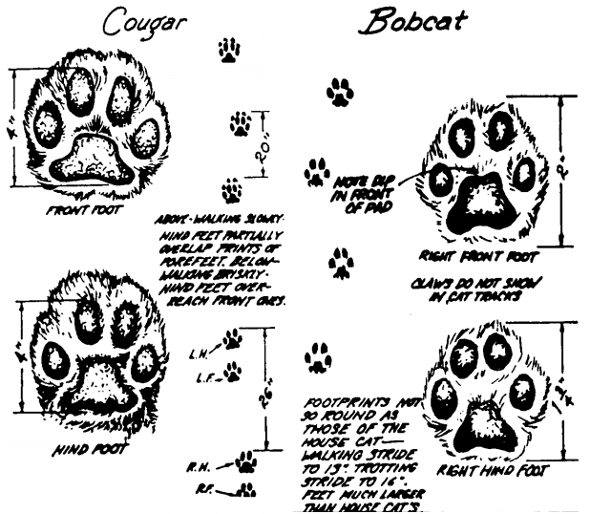 Cougar
4"
FRONT FOOT
20"
ABOVE-WALKING SLOWLY-
HIND FEET PARTIALLY
OVERLAP PRINTS OF
FOREFEET. BELOW-
WALKING BRISKLY-
HIND FEET OVER-
REACH FRONT ONES.
4"
HIND FOOT
L.H.
L.F.
26"
R.H.
R.F.
Bobcat
NOTE DIP
IN FRONT
OF PAD
2"
RIGHT FRONT FOOT
CLAWS DO NOT SHOW
IN CAT TRACKS
FOOTPRINTS NOT
SO ROUND AS
THOSE OF THE
HOUSE CAT—
WALKING STRIDE
TO 13". TROTTING
STRIDE TO 16".
FEET MUCH LARGER
THAN HOUSE CAT'S.
RIGHT HIND FOOT